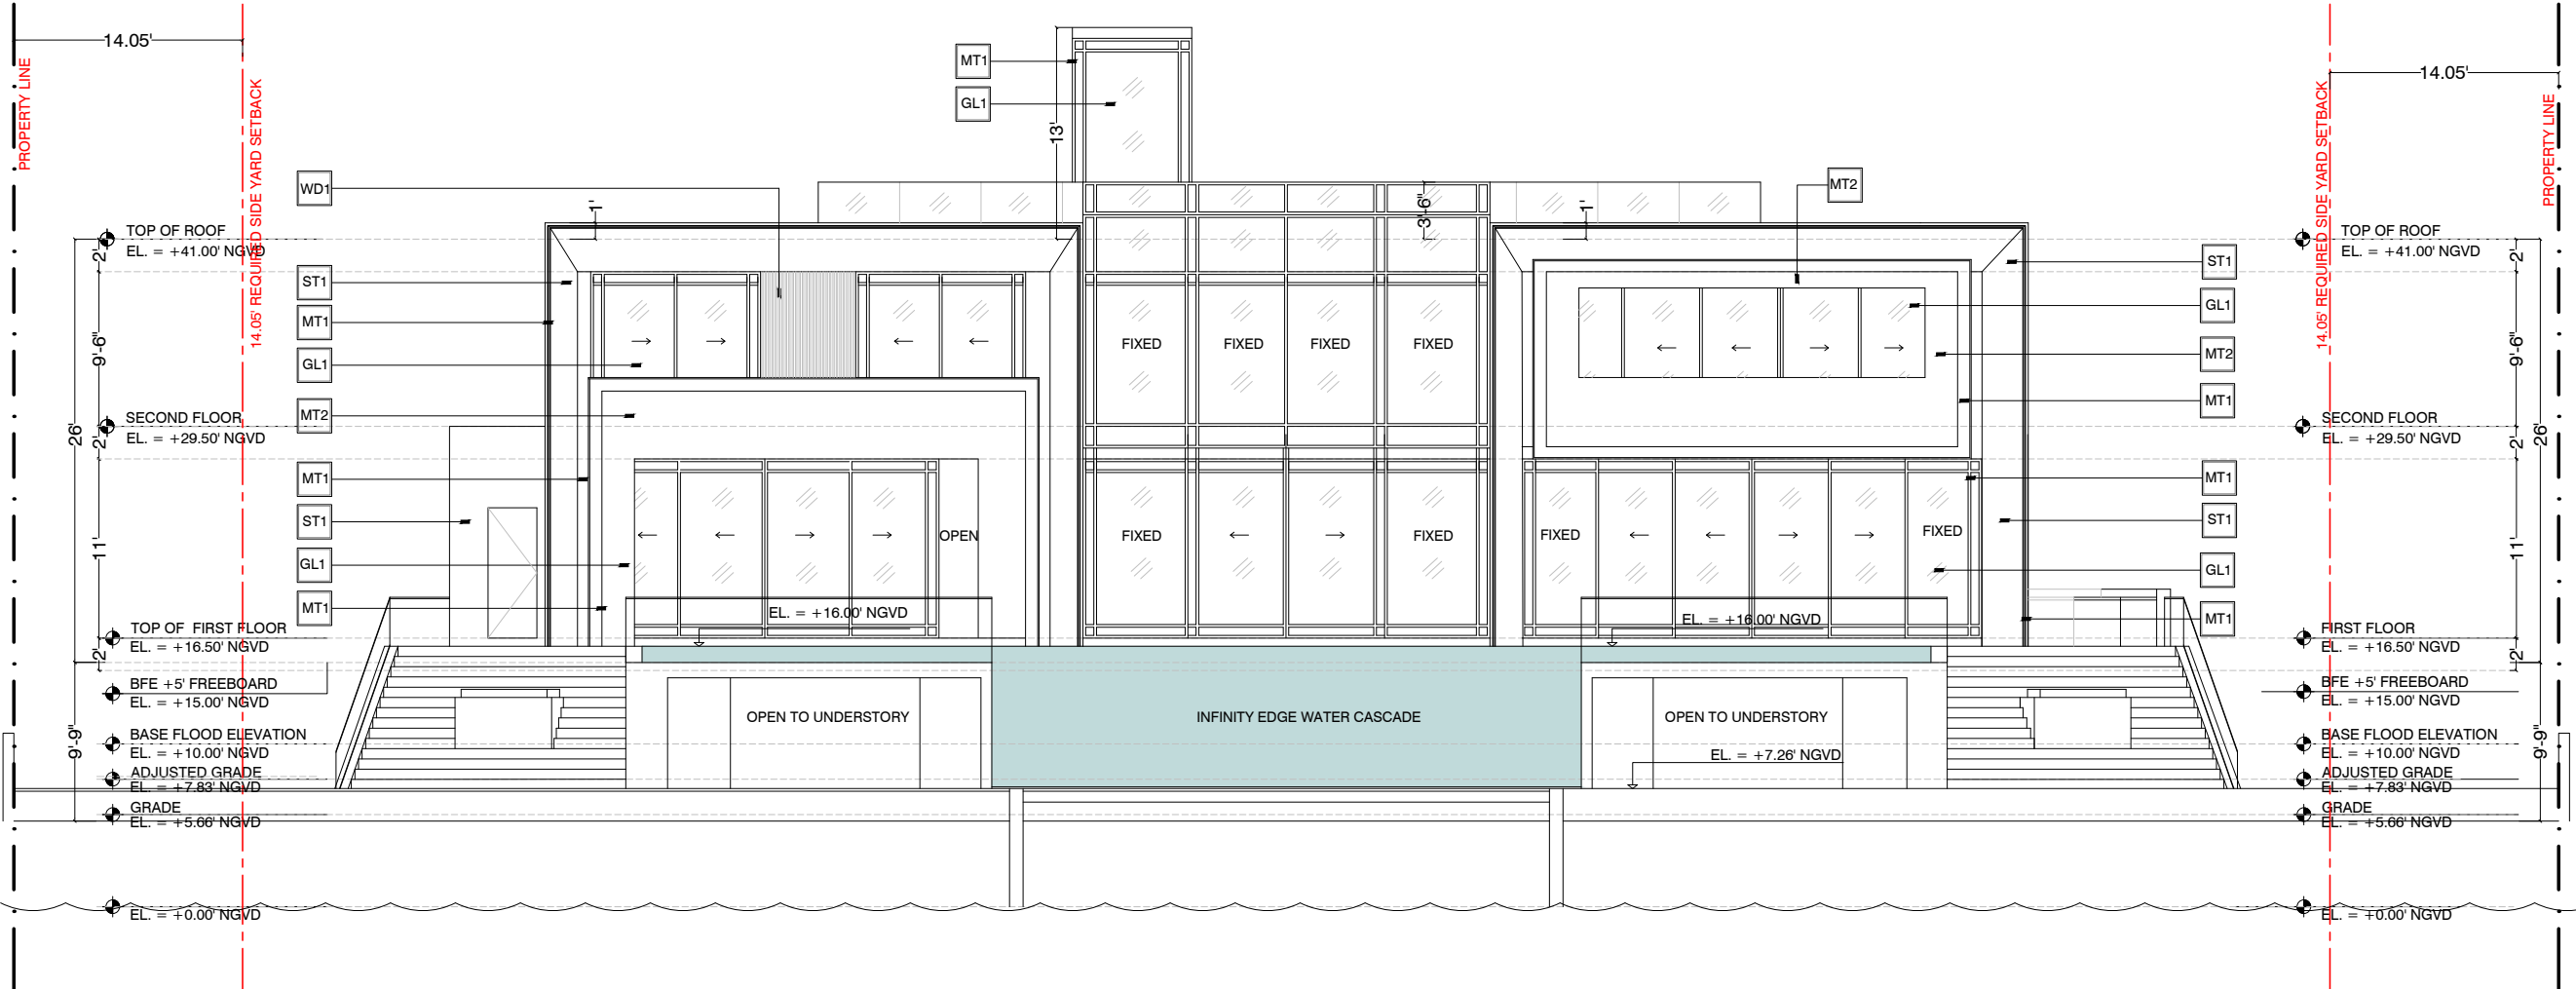 14.05'
PROPERTY LINE
14.05' REQUIRED SIDE YARD SETBACK
MT1
GL1
13'
WD1
1'
3'-6"
1'
MT2
14.05'
PROPERTY LINE
14.05' REQUIRED SIDE YARD SETBACK
TOP OF ROOF
EL. = +41.00' NGVD
2'
9'-6"
SECOND FLOOR
EL. = +29.50' NGVD
26'
2'
11'
TOP OF FIRST FLOOR
EL. = +16.50' NGVD
2'
BFE +5' FREEBOARD
EL. = +15.00' NGVD
9'-9"
BASE FLOOD ELEVATION
EL. = +10.00' NGVD
ADJUSTED GRADE
EL. = +7.83' NGVD
GRADE
EL. = +5.66' NGVD
EL. = +0.00' NGVD
ST1
MT1
GL1
MT2
MT1
ST1
GL1
MT1
FIXED
FIXED
FIXED
FIXED
OPEN
FIXED
FIXED
FIXED
FIXED
EL. = +16.00' NGVD
EL. = +16.00' NGVD
OPEN TO UNDERSTORY
INFINITY EDGE WATER CASCADE
OPEN TO UNDERSTORY
EL. = +7.26' NGVD
ST1
GL1
MT2
MT1
MT1
ST1
GL1
MT1
TOP OF ROOF
EL. = +41.00' NGVD
2'
9'-6"
SECOND FLOOR
EL. = +29.50' NGVD
26'
2'
11'
FIRST FLOOR
EL. = +16.50' NGVD
2'
BFE +5' FREEBOARD
EL. = +15.00' NGVD
9'-9"
BASE FLOOD ELEVATION
EL. = +10.00' NGVD
ADJUSTED GRADE
EL. = +7.83' NGVD
GRADE
EL. = +5.66' NGVD
EL. = +0.00' NGVD